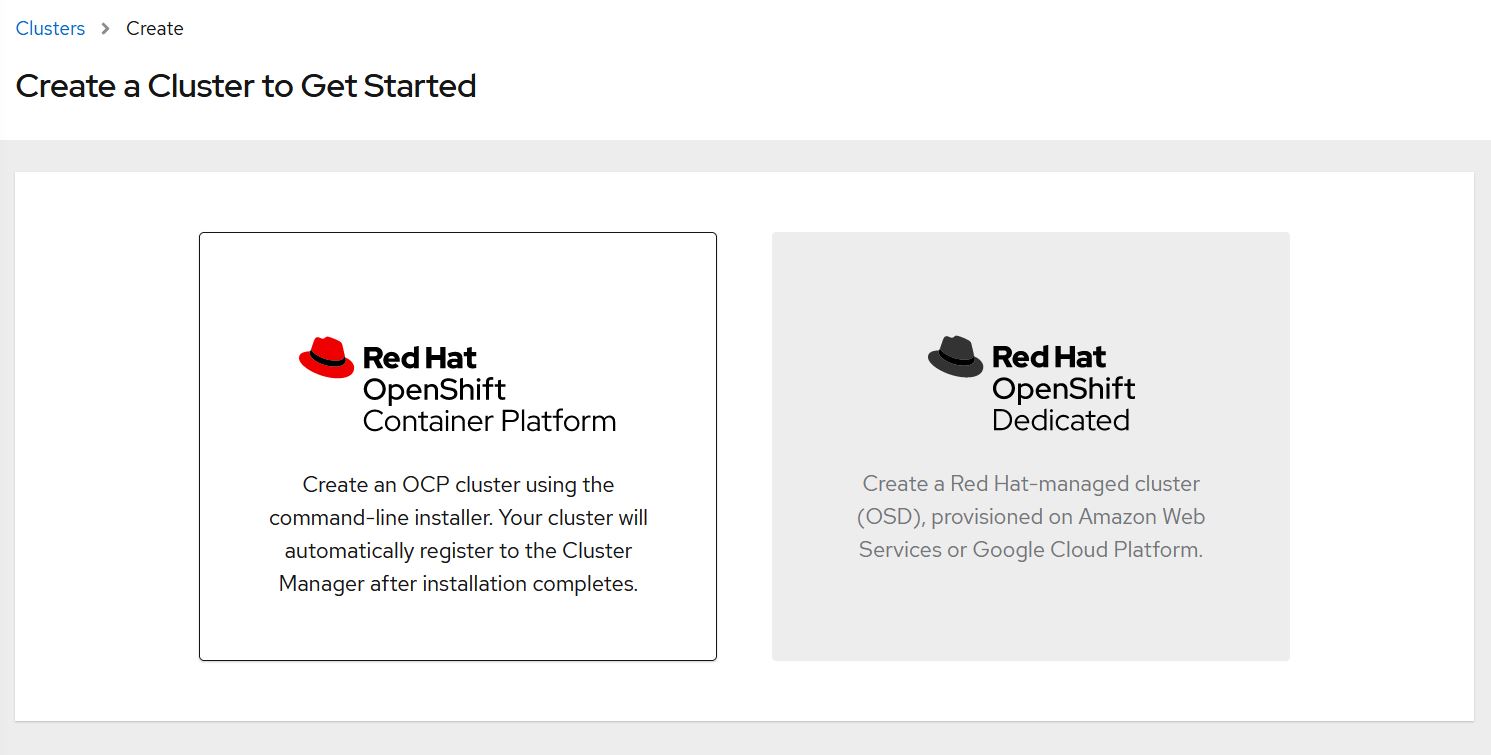 Clusters > Create
Create a Cluster to Get Started
Red Hat
OpenShift
Container Platform
Create an OCP cluster using the
command-line installer. Your cluster will
automatically register to the Cluster
Manager after installation completes.
Red Hat
OpenShift
Dedicated
Create a Red Hat-managed cluster
(OSD), provisioned on Amazon Web
Services or Google Cloud Platform.